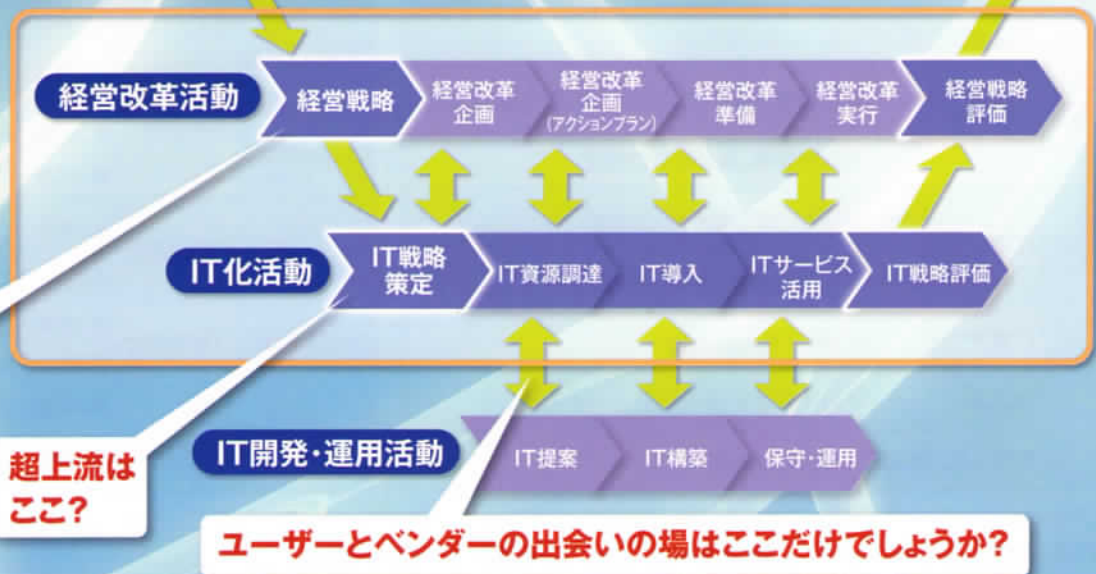 経営改革活動
経営戦略
経営改革
企画
経営改革
企画
(アクションプラン)
経営改革
準備
経営改革
実行
経営戦略
評価
IT化活動
IT戦略
策定
IT資源調達
IT導入
ITサービス
活用
IT戦略評価
IT開発・運用活動
IT提案
IT構築
保守・運用
超上流は
ここ?
ユーザーとベンダーの出会いの場はここだけでしょうか?